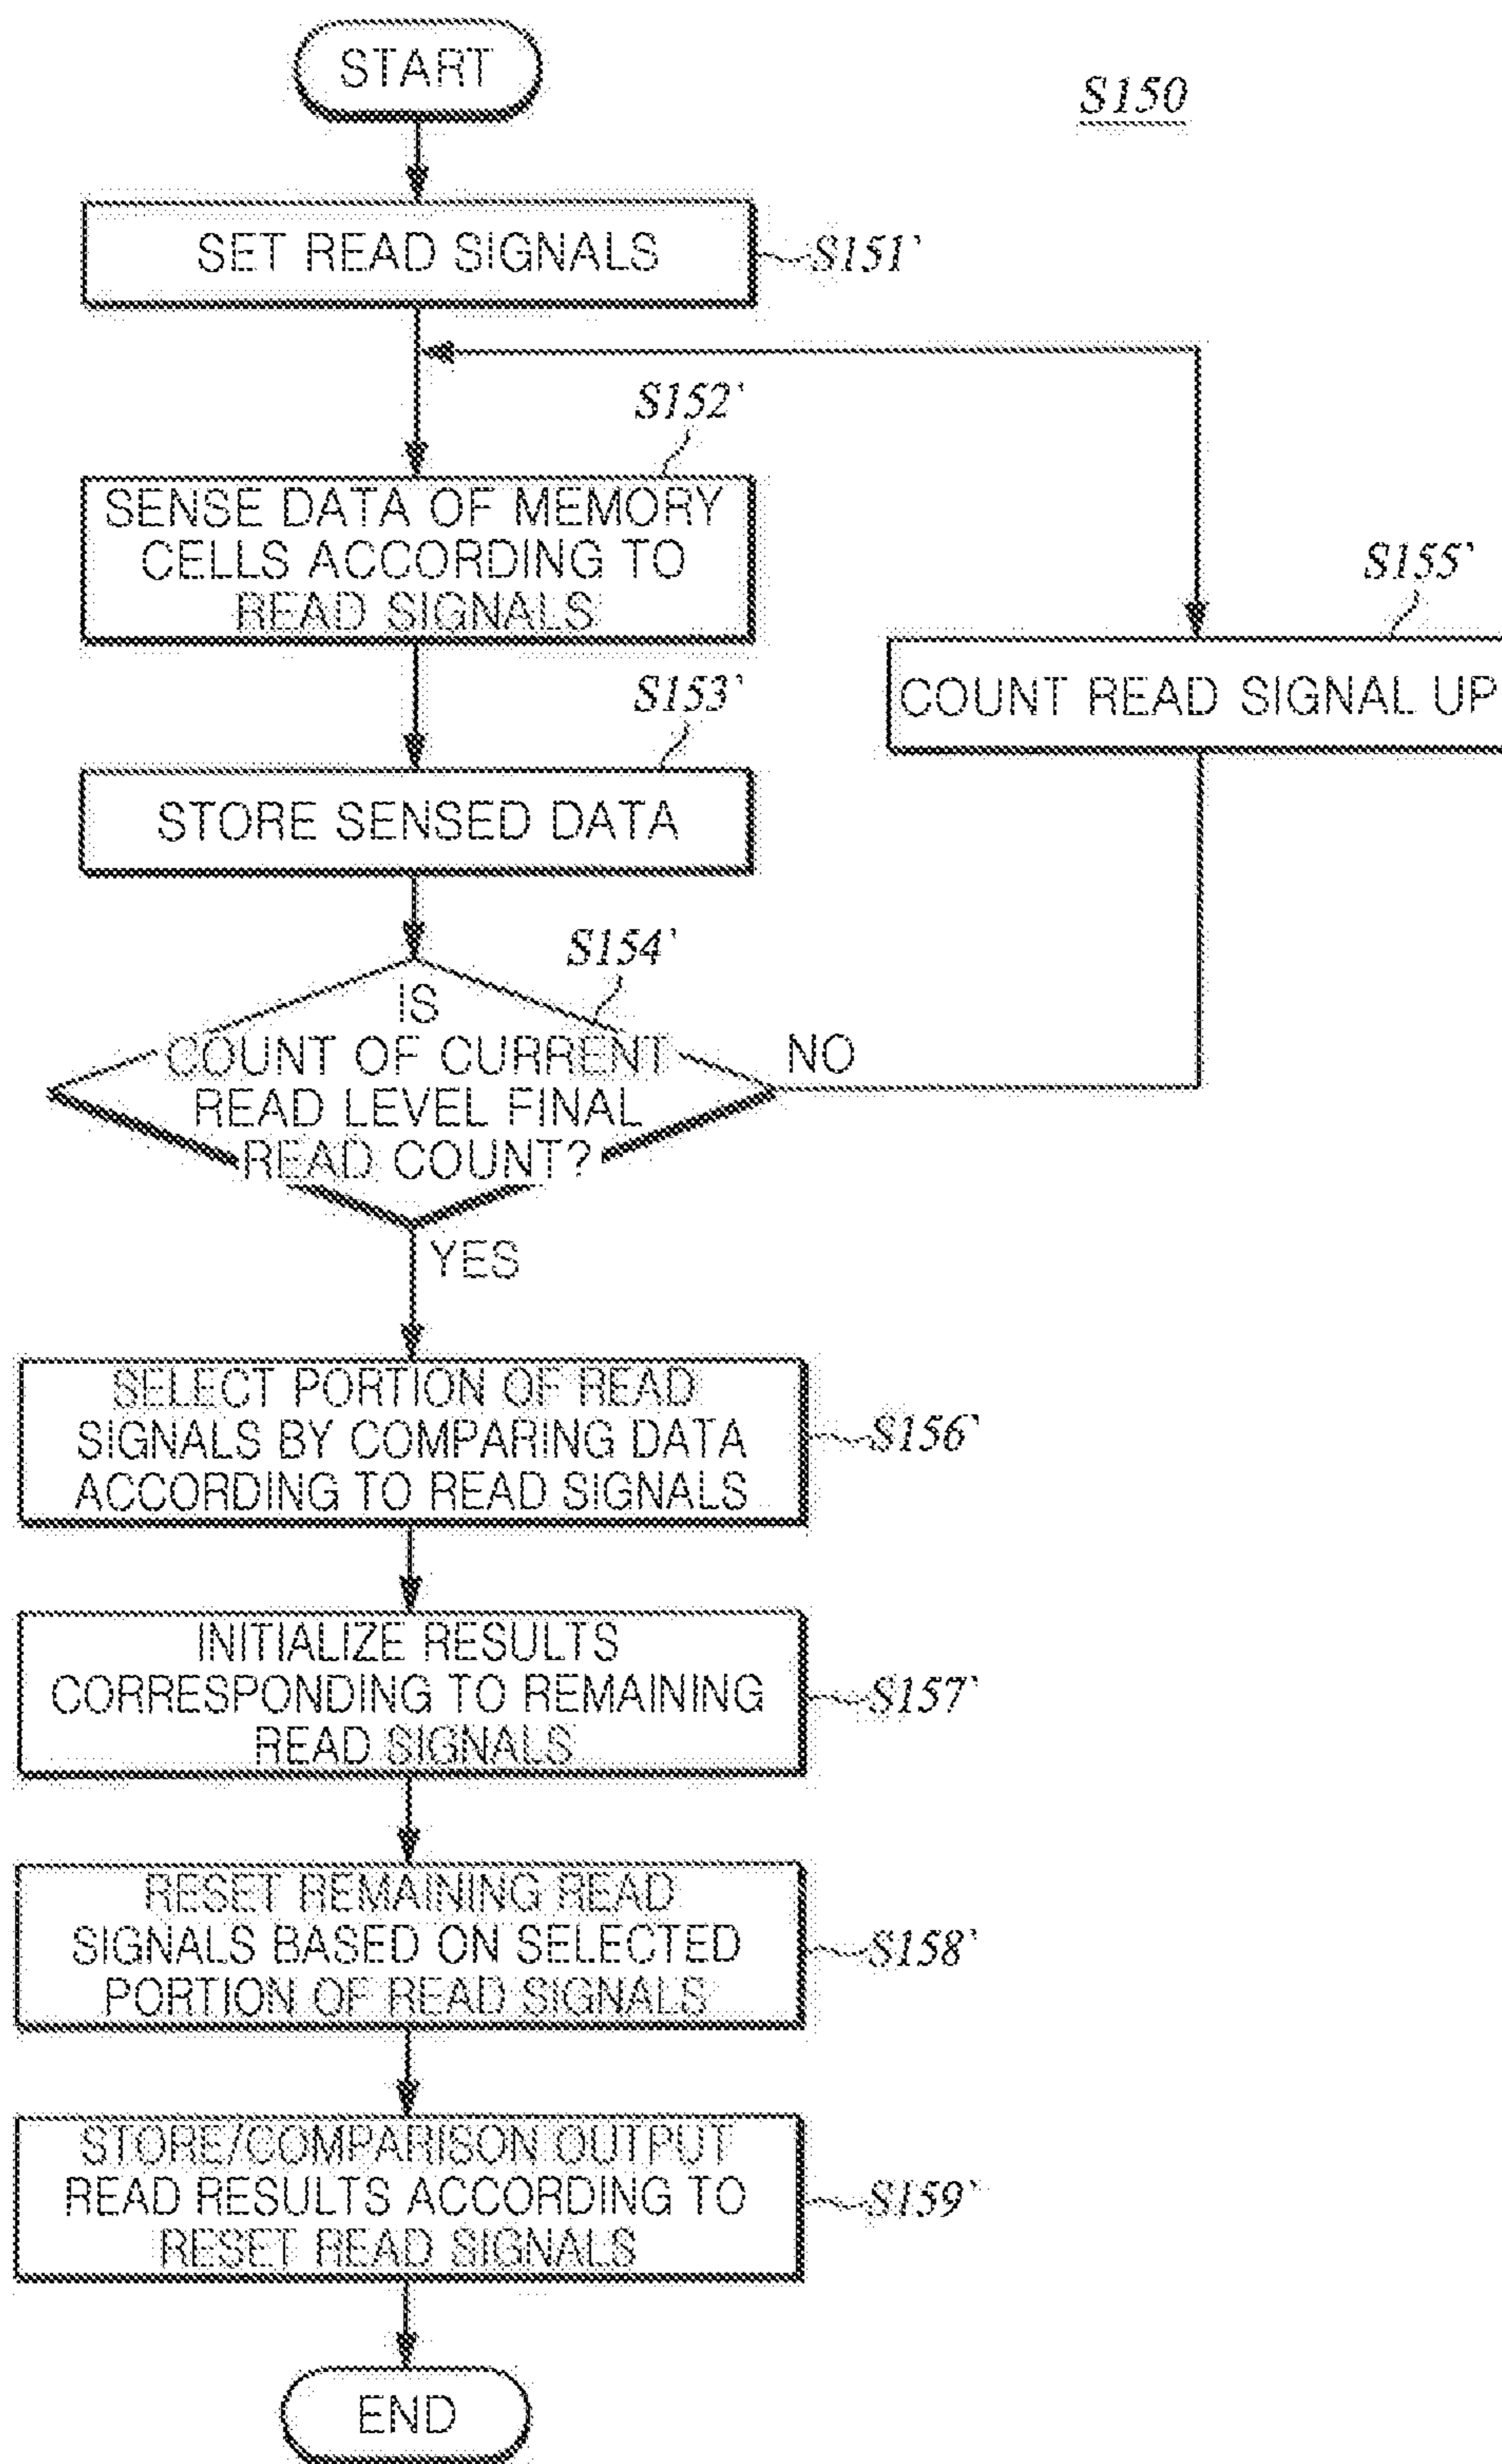 START
S150
SET READ SIGNALS
S151`
S152`
SENSE DATA OF MEMORY
CELLS ACCORDING TO
READ SIGNALS
S155`
COUNT READ SIGNAL UP
S153`
STORE SENSED DATA
S154`
IS
COUNT OF CURRENT
READ LEVEL FINAL
READ COUNT?
NO
YES
SELECT PORTION OF READ
SIGNALS BY COMPARING DATA
ACCORDING TO READ SIGNALS
S156`
INITIALIZE RESULTS
CORRESPONDING TO REMAINING
READ SIGNALS
S157`
RESET REMAINING READ
SIGNALS BASED ON SELECTED
PORTION OF READ SIGNALS
S158`
STORE/COMPARISON OUTPUT
READ RESULTS ACCORDING TO
RESET READ SIGNALS
S159`
END